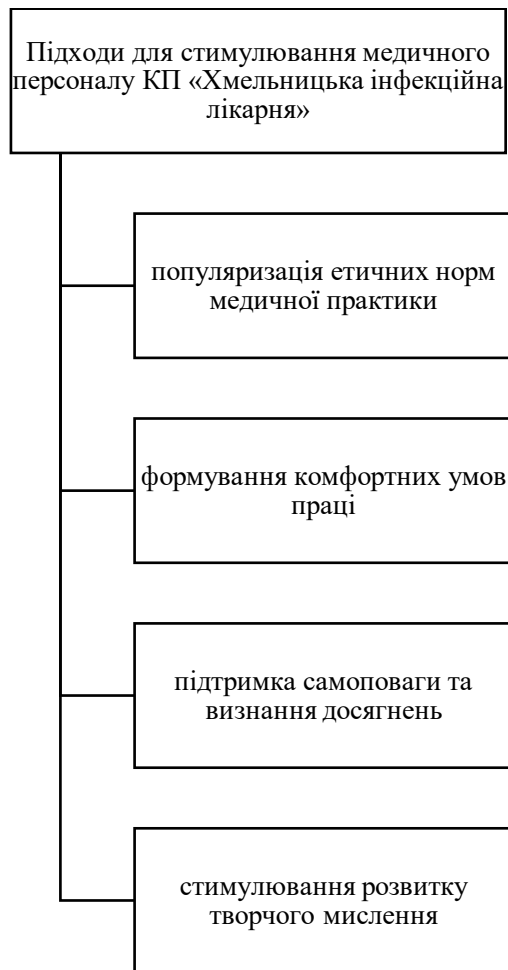 Підходи для стимулювання медичного
персоналу КП «Хмельницька інфекційна
лікарня»
популяризація етичних норм
медичної практики
формування комфортних умов
праці
підтримка самоповаги та
визнання досягнень
стимулювання розвитку
творчого мислення